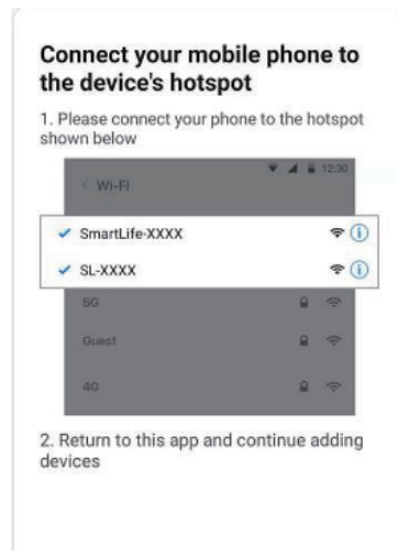 Connect your mobile phone to
the device's hotspot
1. Please connect your phone to the hotspot
shown below
12:30
< Wi-Fi
SmartLife-XXXX
SL-XXXX
5G
Guest
4G
2. Return to this app and continue adding
devices